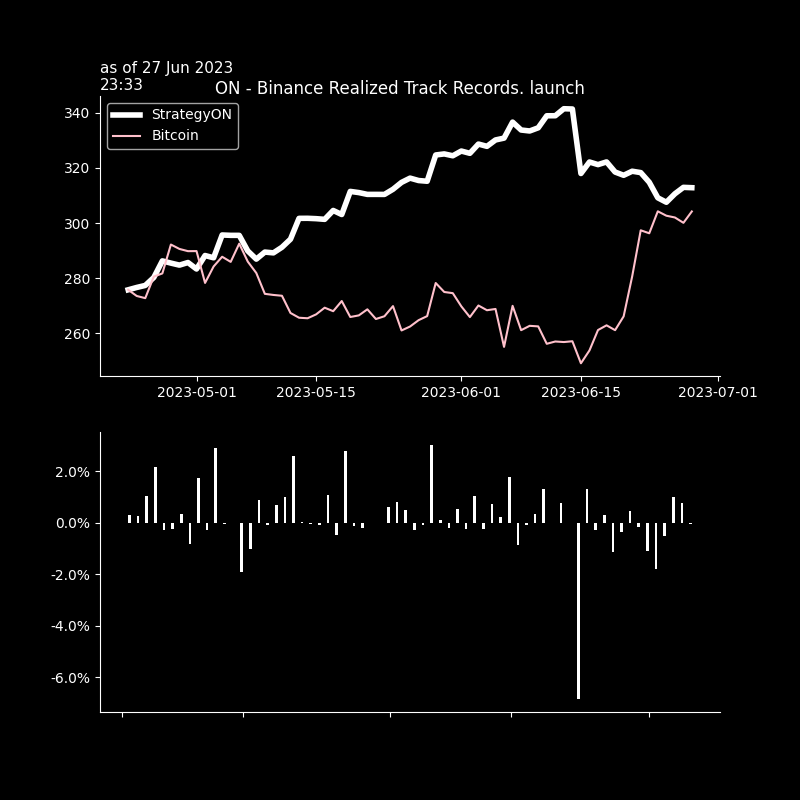 as of 27 Jun 2023
23:33
ON - Binance Realized Track Records. launch
StrategyON
Bitcoin
340
320
300
280
260
2023-05-01 2023-05-15 2023-06-01 2023-06-15 2023-07-01
2.0%
0.0%
-2.0%
-4.0%
-6.0%